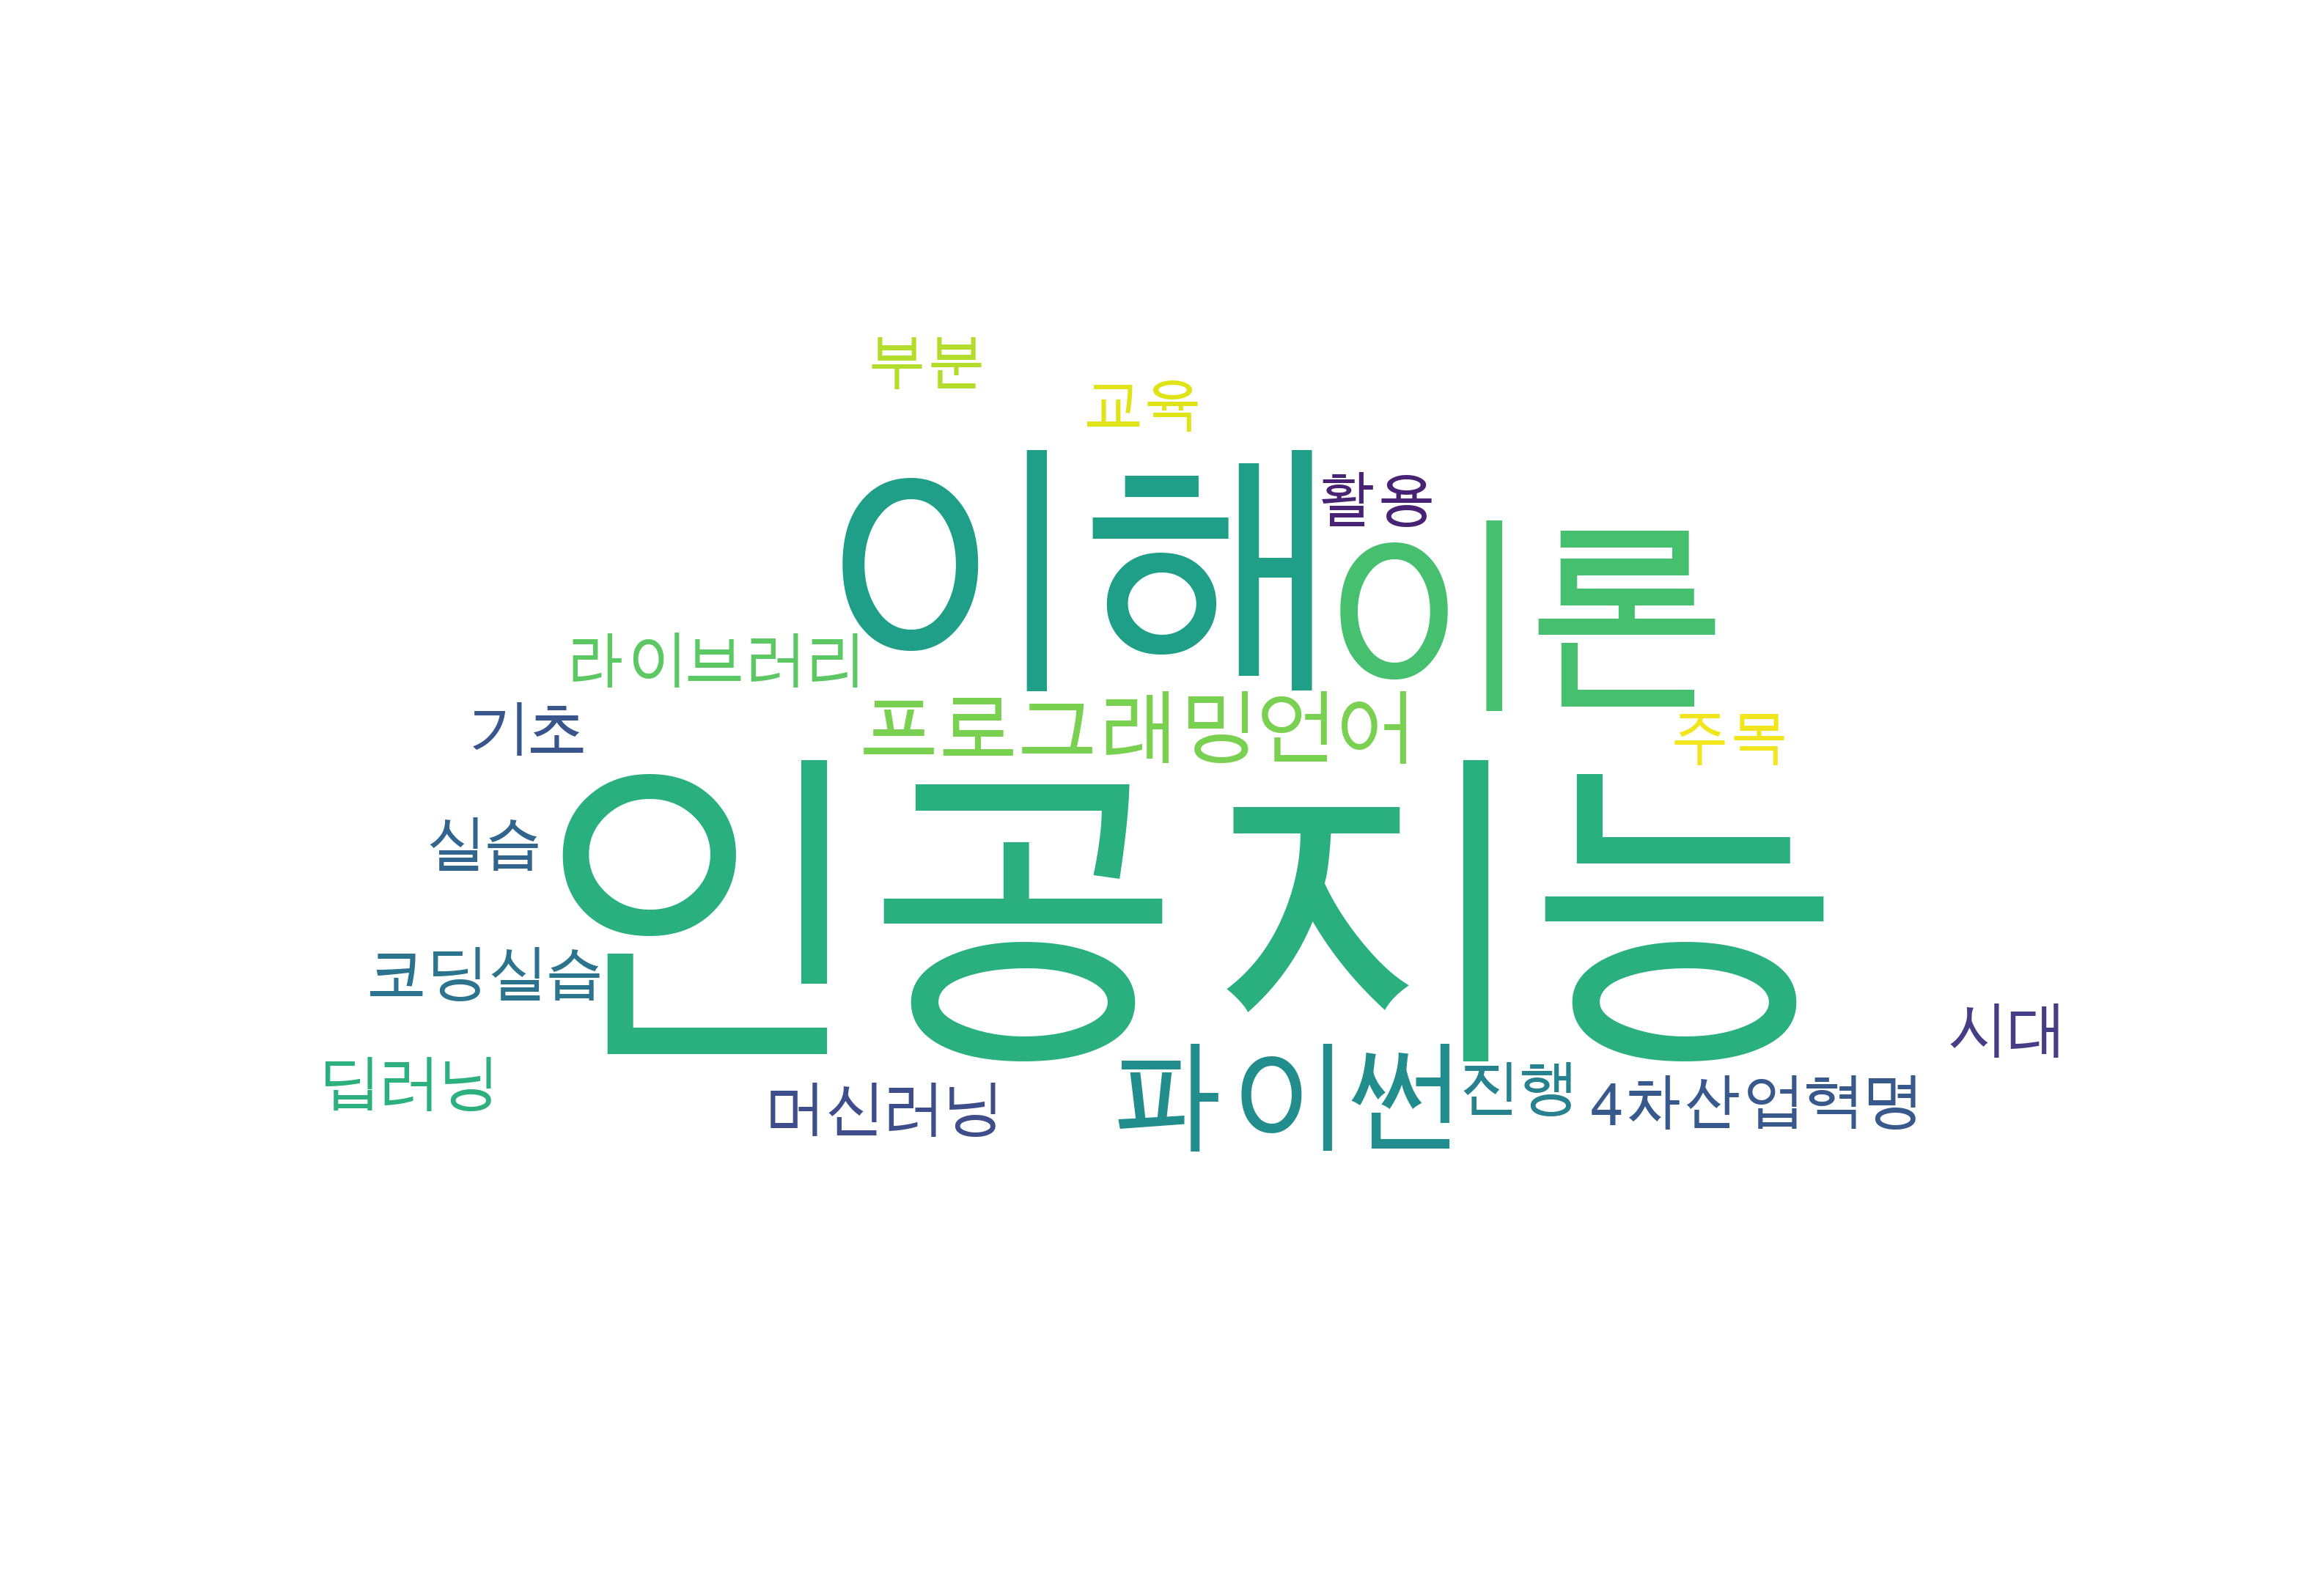 부분
교육
이해
활용
이론
라이브러리
기초
프로그래밍언어
주목
인공지능
실습
코딩실습
시대
딥러닝
머신러닝
파이썬
진행
4차산업혁명